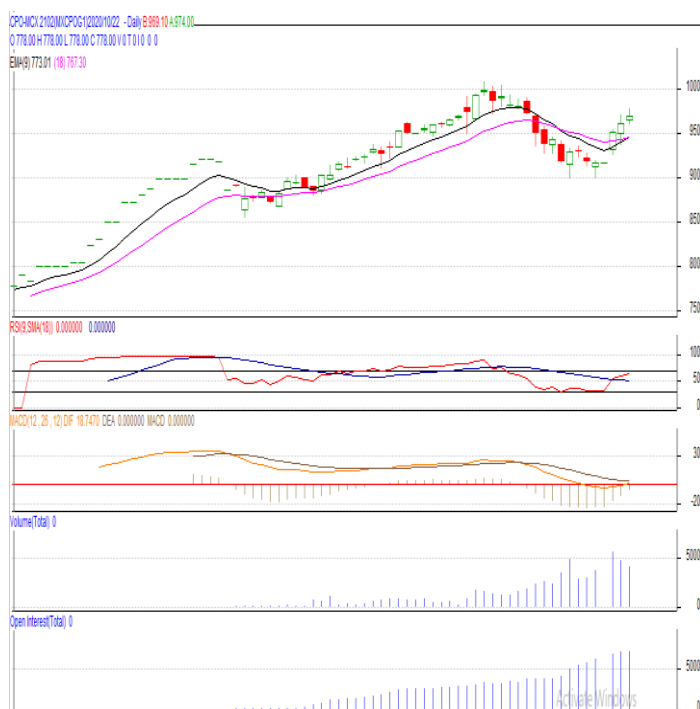 CPO-MCX 2102(MXCPOG1)2020/10/22 - Daily B:969.10 A:974.00
O 778.00 H 778.00 L 778.00 C 778.00 V 0 T 0 I 0 0 0
EMA(9) 773.01 (18) 767.30
1000
950
900
850
800
750
RSI(9,SMA(18)) 0.000000 0.000000
100
50
0
MACD(12 , 26 , 12) DIF 18.7470 DEA 0.000000 MACD 0.000000
30
-20
Volume(Total) 0
5000
0
Open Interest(Total) 0
5000
0
Activate Windows